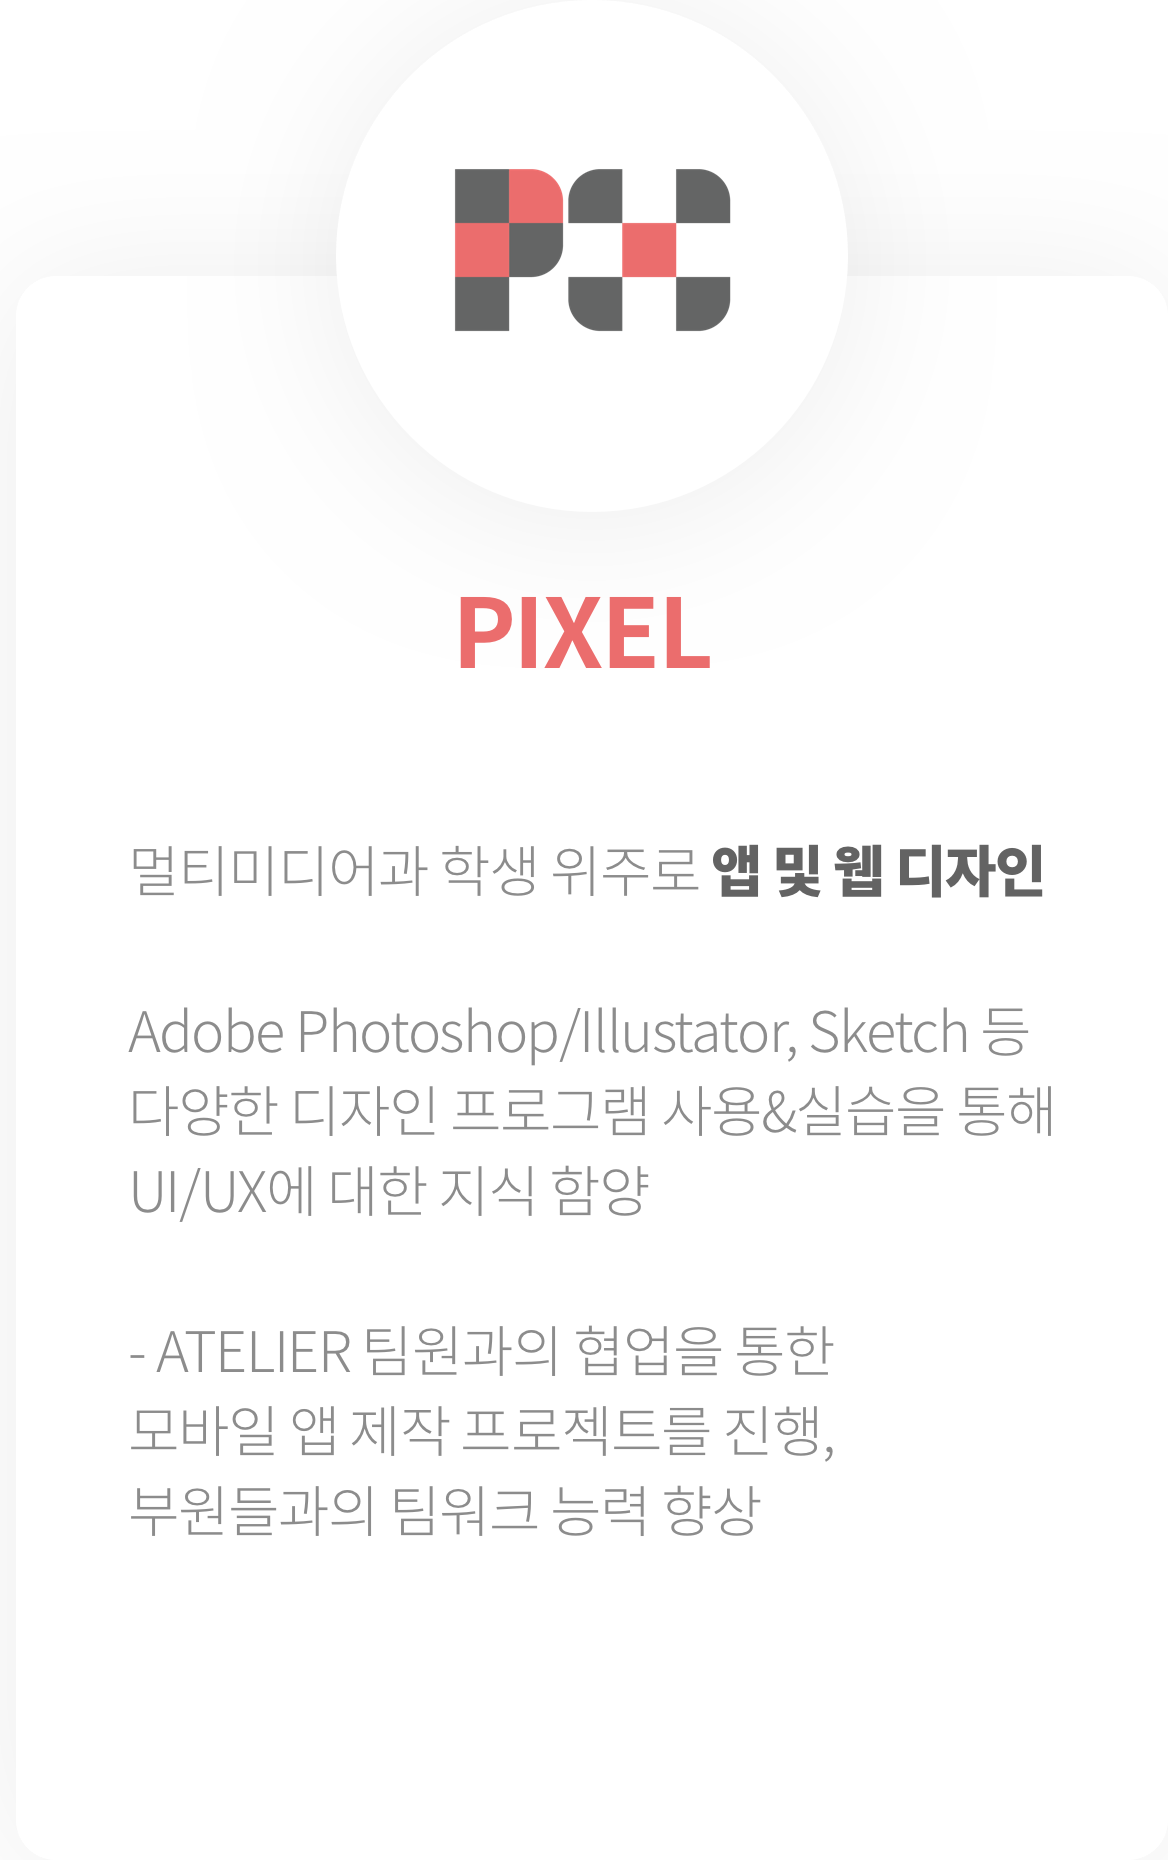 PX
PIXEL
멀티미디어과 학생 위주로 앱 및 웹 디자인
Adobe Photoshop/Illustator, Sketch 등
다양한 디자인 프로그램 사용&실습을 통해
UI/UX에 대한 지식 함양
- ATELIER 팀원과의 협업을 통한
모바일 앱 제작 프로젝트를 진행,
부원들과의 팀워크 능력 향상